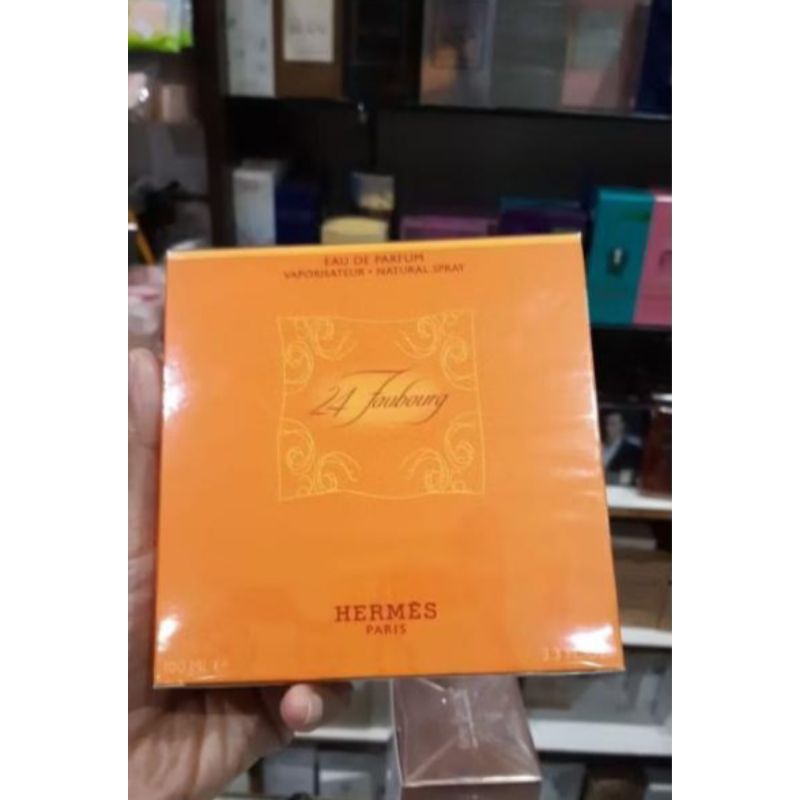 EAU DE PARFUM
VAPORISATEUR • NATURAL SPRAY
24 Faubourg
HERMÈS
PARIS
100 ML e